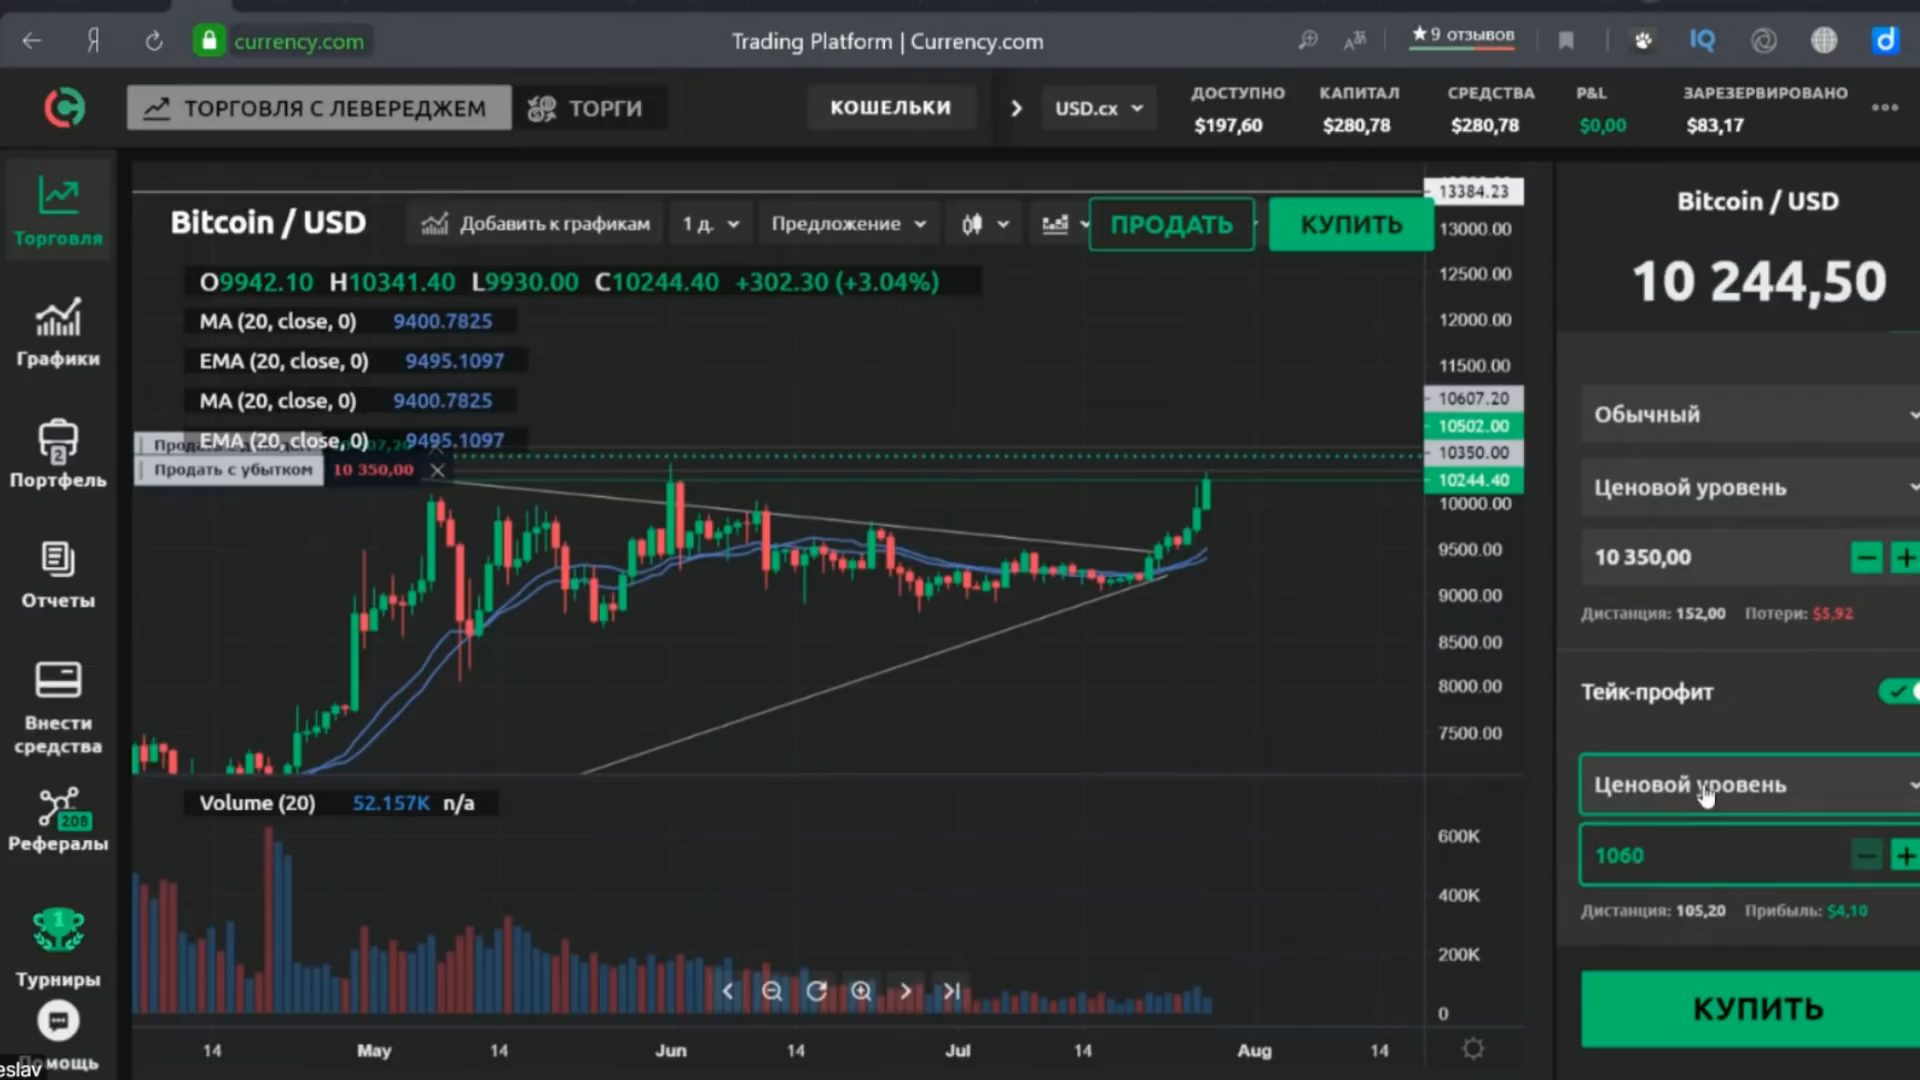 currency.com
Trading Platform | Currency.com
★ 9 отзывов
IQ
ТОРГОВЛЯ С ЛЕВЕРЕДЖЕМ
ТОРГИ
КОШЕЛЬКИ
USD.cx
ДОСТУПНО
$197,60
КАПИТАЛ
$280,78
СРЕДСТВА
$280,78
P&L
$0,00
ЗАРЕЗЕРВИРОВАНО
$83,17
Торговля
Графики
2
Портфель
Отчеты
Внести
средства
208
Рефералы
1
Турниры
eslav
Bitcoin / USD
Добавить к графикам
1 д.
Предложение
ПРОДАТЬ
КУПИТЬ
O9942.10 H10341.40 L9930.00 C10244.40 +302.30 (+3.04%)
MA (20, close, 0) 9400.7825
EMA (20, close, 0) 9495.1097
MA (20, close, 0) 9400.7825
EMA (20, close, 0) 9495.1097
Продать с убытком 10 350,00
13384.23
13000.00
12500.00
12000.00
11500.00
10607.20
10502.00
10350.00
10244.40
10000.00
9500.00
9000.00
8500.00
8000.00
7500.00
Volume (20) 52.157K n/a
600K
400K
200K
0
14 May 14 Jun 14 Jul 14 Aug 14
Bitcoin / USD
10 244,50
Обычный
Ценовой уровень
10 350,00
Дистанция: 152,00 Потери: $5,92
Тейк-профит
Ценовой уровень
1060
Дистанция: 105,20 Прибыль: $4,10
КУПИТЬ